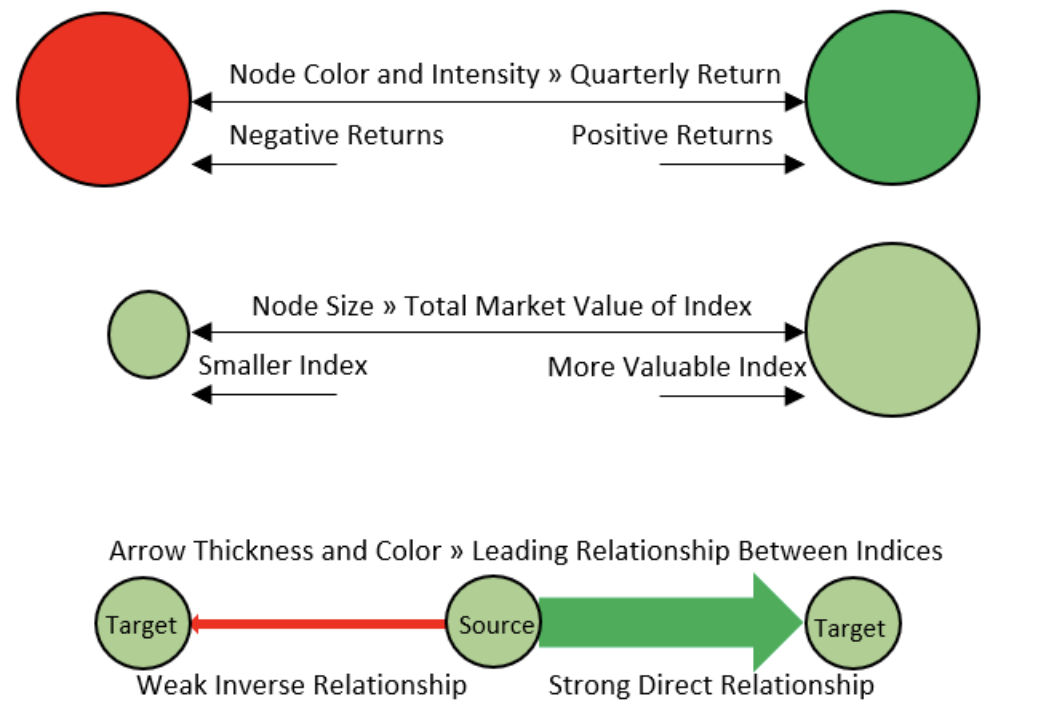 Node Color and Intensity » Quarterly Return
Negative Returns
Positive Returns
Node Size » Total Market Value of Index
Smaller Index
More Valuable Index
Arrow Thickness and Color » Leading Relationship Between Indices
Target
Source
Target
Weak Inverse Relationship
Strong Direct Relationship